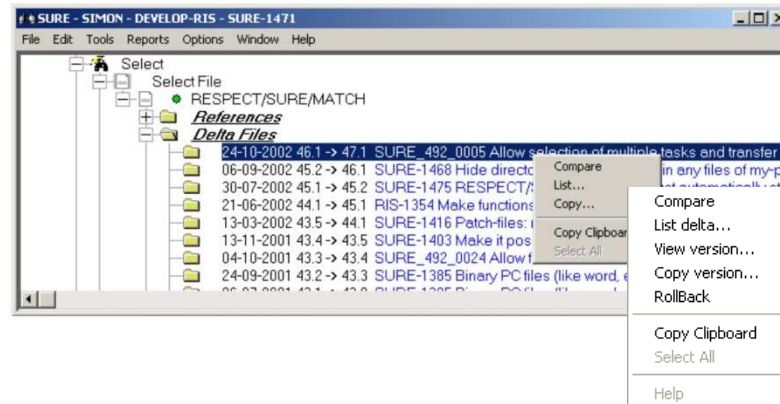 SURE - SIMON - DEVELOP-RIS - SURE-1471
File Edit Tools Reports Options Window Help
Select
Select File
RESPECT/SURE/MATCH
References
Delta Files
24-10-2002 46.1 -> 47.1 SURE_492_0005 Allow selection of multiple tasks and transfer
06-09-2002 45.2 -> 46.1 SURE-1468 Hide directo in any files of my-p
30-07-2002 45.1 -> 45.2 SURE-1475 RESPECT/
21-06-2002 44.1 -> 45.1 RIS-1354 Make functions
13-03-2002 43.5 -> 44.1 SURE-1416 Patch-files:
13-11-2001 43.4 -> 43.5 SURE-1403 Make it pos
04-10-2001 43.3 -> 43.4 SURE_492_0024 Allow f
24-09-2001 43.2 -> 43.3 SURE-1385 Binary PC files (like word, e
Compare
List...
Copy...
Copy Clipboar
Select All
Compare
List delta...
View version...
Copy version...
RollBack
Copy Clipboard
Select All
Help